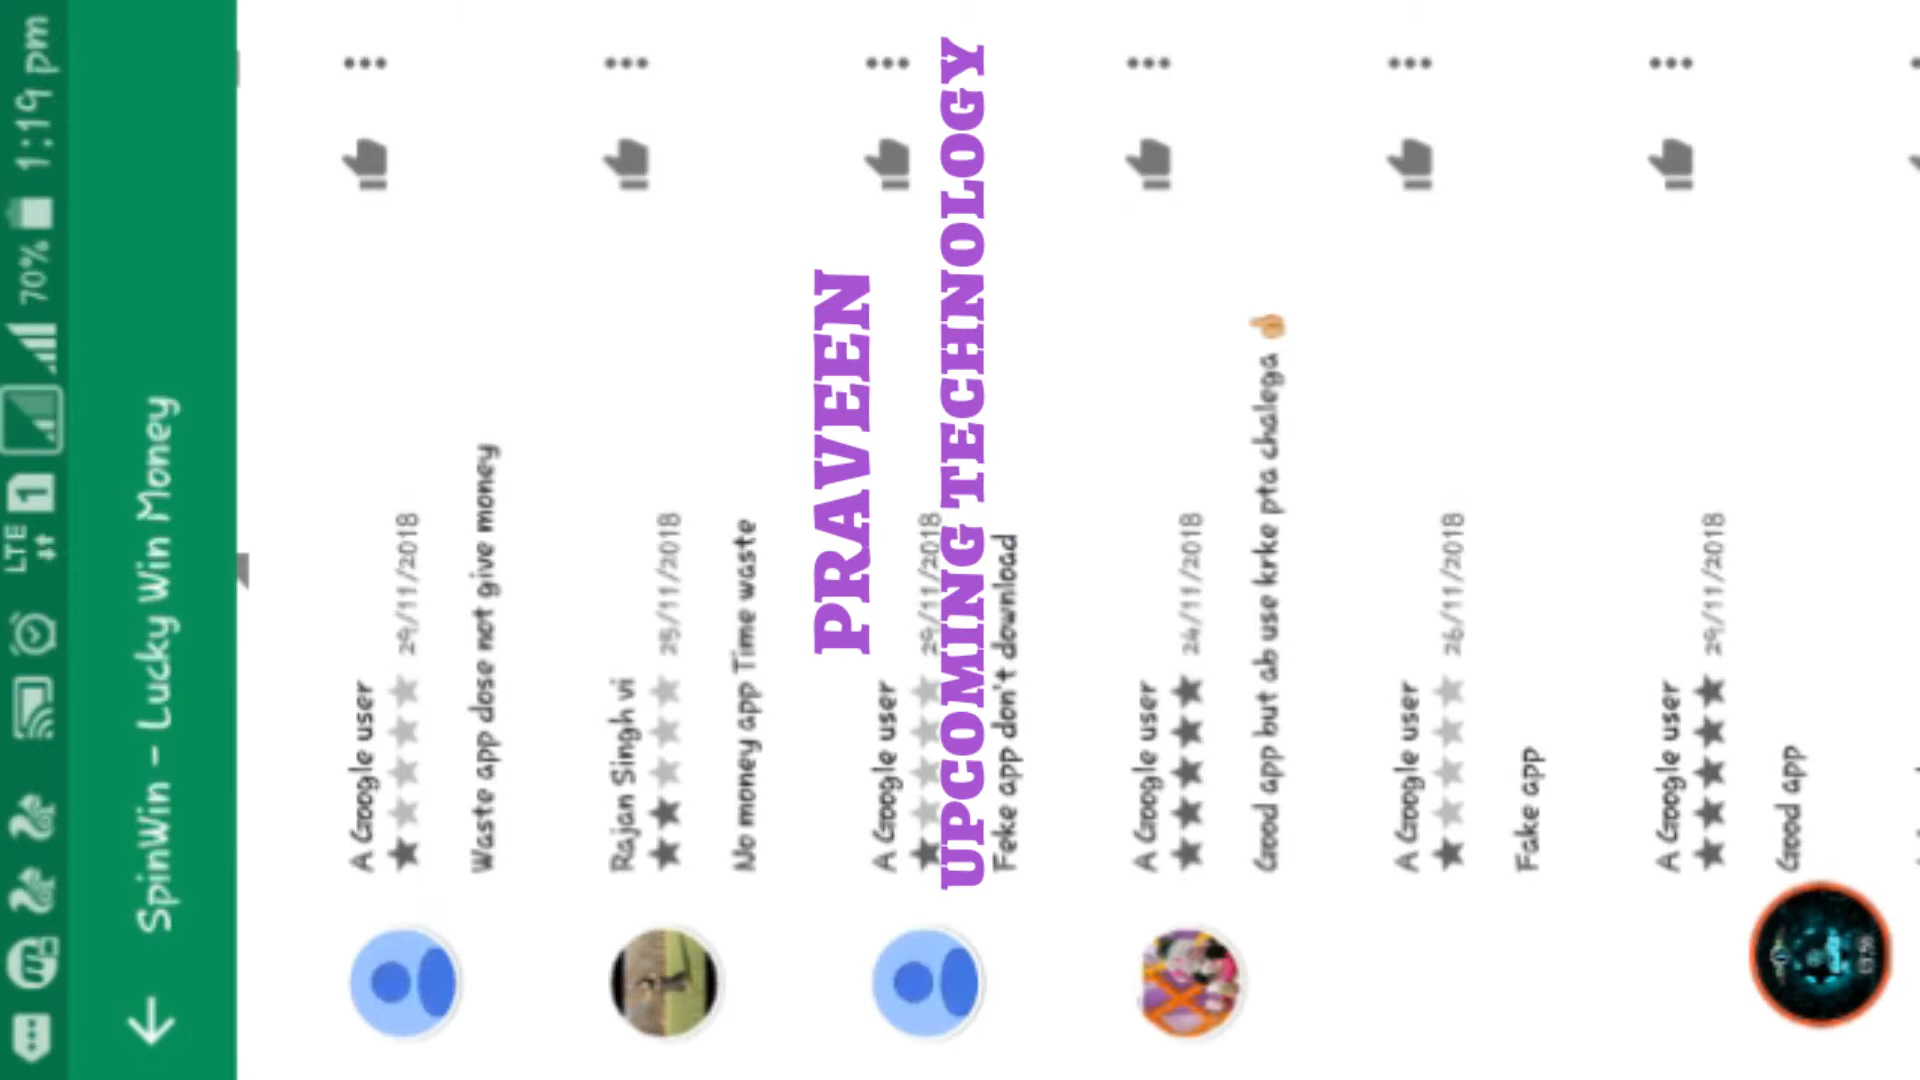 LTE 1 70% 1:19 pm
SpinWin - Lucky Win Money
A Google user
29/11/2018
Waste app dose not give money
Rajan Singh vi
25/11/2018
No money app Time waste
PRAVEEN
A Google user
29/11/2018
UPCOMING TECHNOLOGY
Feke app don't download
A Google user
24/11/2018
Good app but ab use krke pta chalega
A Google user
26/11/2018
Fake app
A Google user
29/11/2018
Good app